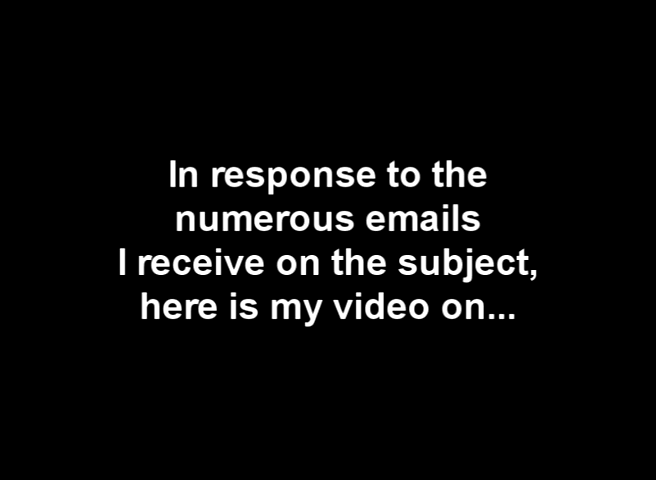 In response to the
numerous emails
I receive on the subject,
here is my video on...